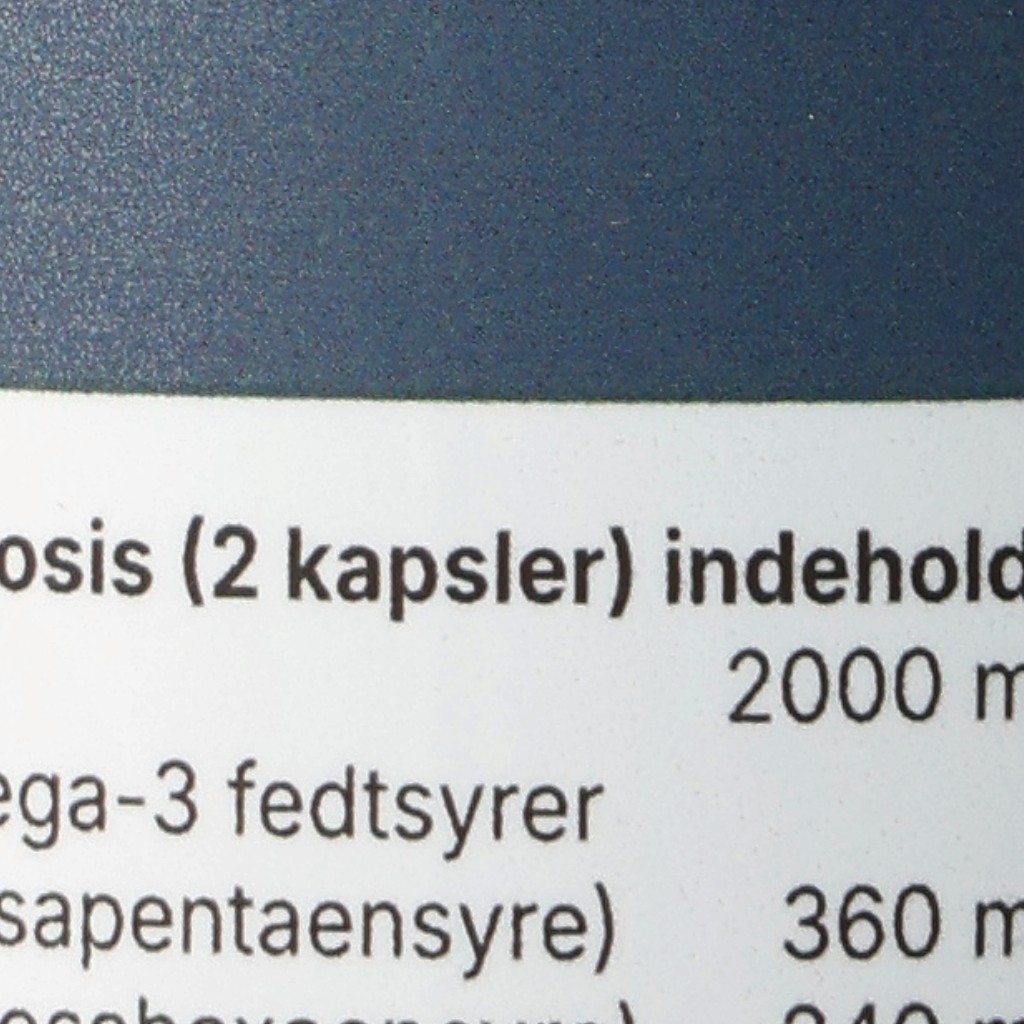 osis (2 kapsler) indehold
2000 m
ega-3 fedtsyrer
sapentaensyre) 360 m